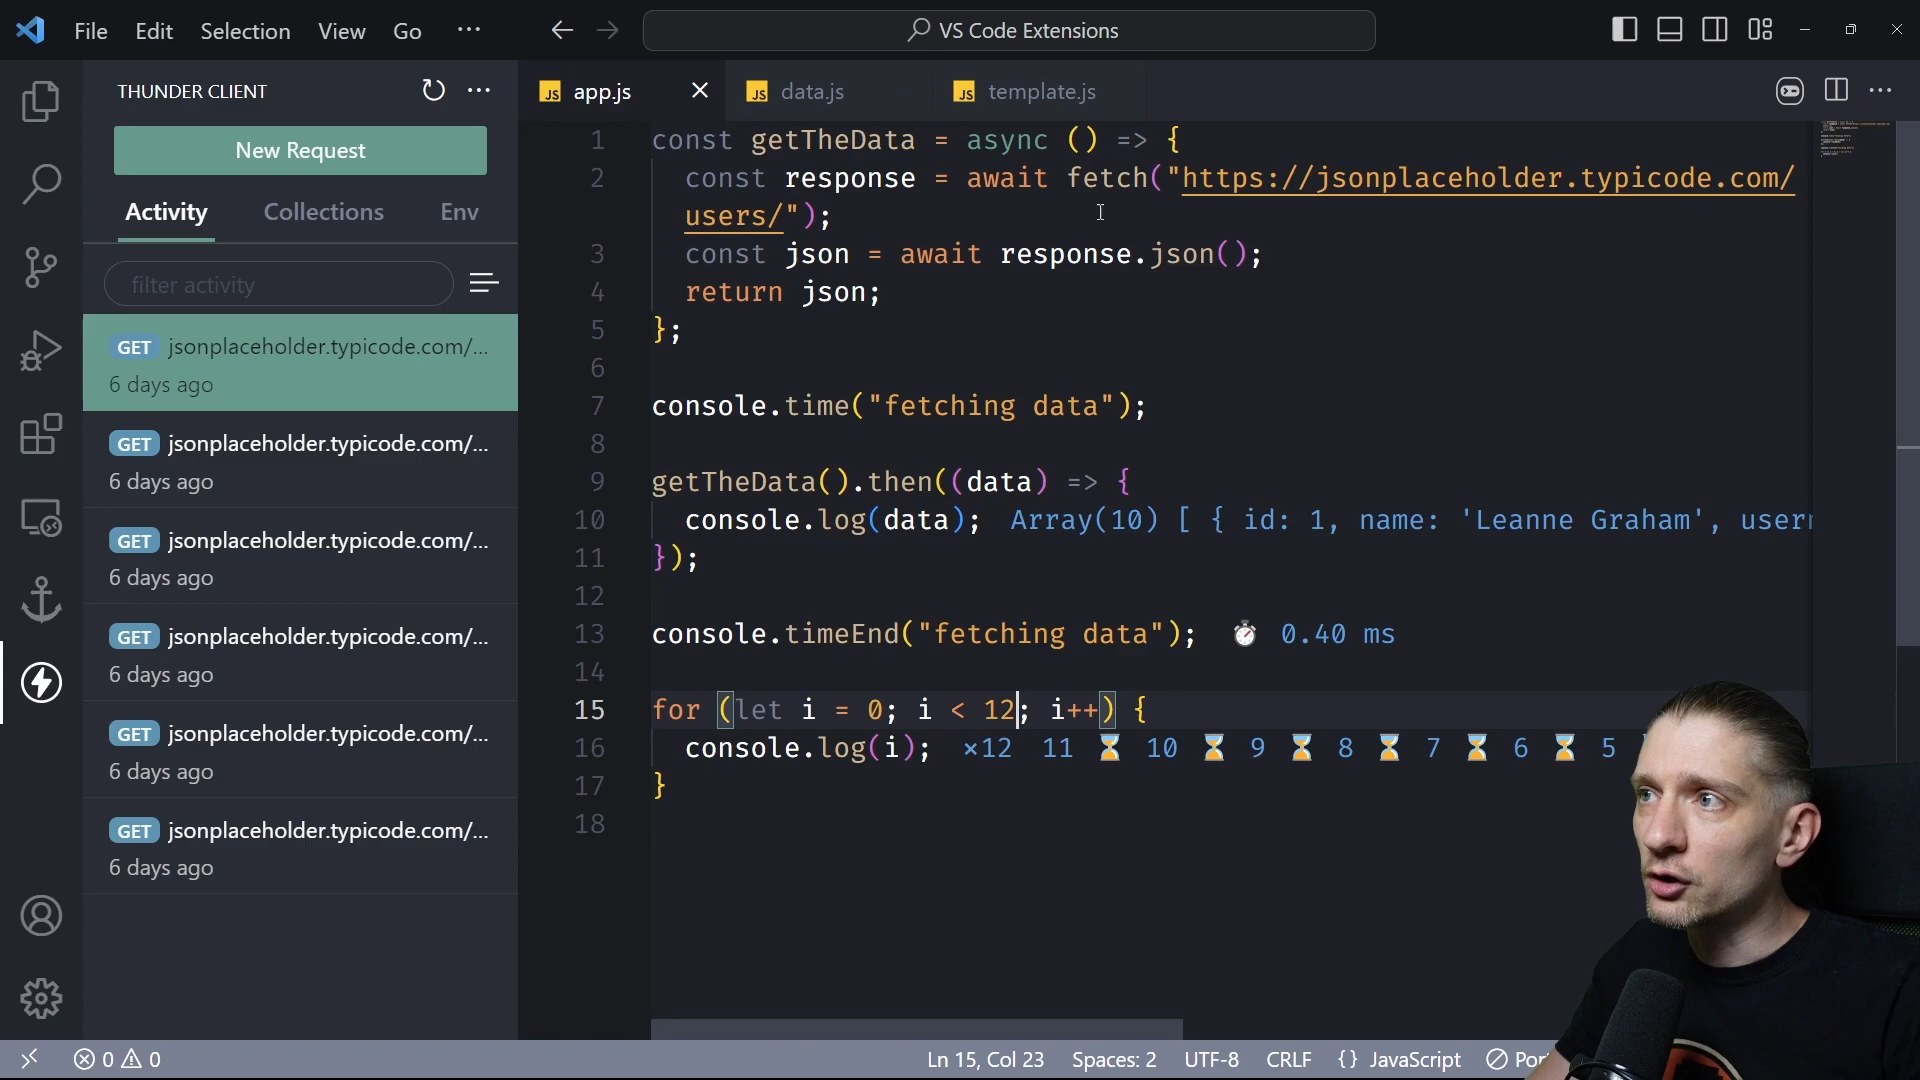 File Edit Selection View Go
VS Code Extensions
THUNDER CLIENT
New Request
Activity Collections Env
filter activity
GET jsonplaceholder.typicode.com/...
6 days ago
GET jsonplaceholder.typicode.com/...
6 days ago
GET jsonplaceholder.typicode.com/...
6 days ago
GET jsonplaceholder.typicode.com/...
6 days ago
GET jsonplaceholder.typicode.com/...
6 days ago
GET jsonplaceholder.typicode.com/...
6 days ago
JS app.js JS data.js JS template.js
1 const getTheData = async () => {
2 const response = await fetch("https://jsonplaceholder.typicode.com/
users/");
3 const json = await response.json();
4 return json;
5 };
6
7 console.time("fetching data");
8
9 getTheData().then((data) => {
10 console.log(data); Array(10) [ { id: 1, name: 'Leanne Graham', user
11 });
12
13 console.timeEnd("fetching data"); ⏱ 0.40 ms
14
15 for (let i = 0; i < 12; i++) {
16 console.log(i); ×12 11 ⌛ 10 ⌛ 9 ⌛ 8 ⌛ 7 ⌛ 6 ⌛ 5
17 }
18
0 0 Ln 15, Col 23 Spaces: 2 UTF-8 CRLF {} JavaScript